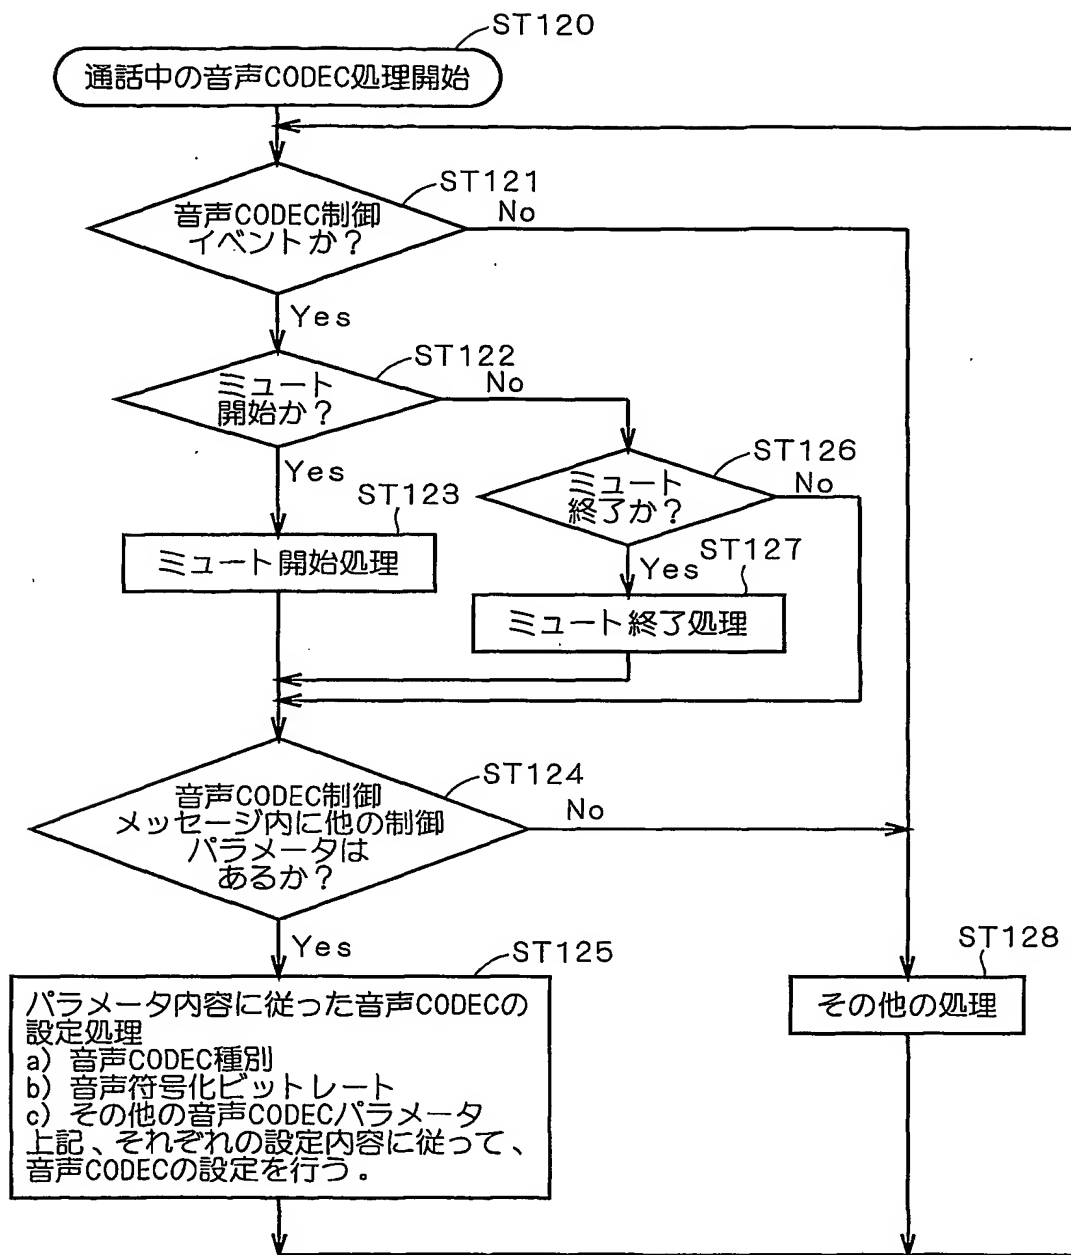 ST120
通話中の音声CODEC処理開始
ST121
音声CODEC制御
イベントか？
No
Yes
ST122
ミュート
開始か？
No
Yes
ST126
ミュート
終了か？
No
Yes
ST123
ミュート開始処理
ST127
ミュート終了処理
ST124
音声CODEC制御
メッセージ内に他の制御
パラメータは
あるか？
No
Yes
ST125
パラメータ内容に従った音声CODECの
設定処理
a) 音声CODEC種別
b) 音声符号化ビットレート
c) その他の音声CODECパラメータ
上記、それぞれの設定内容に従って、
音声CODECの設定を行う。
ST128
その他の処理